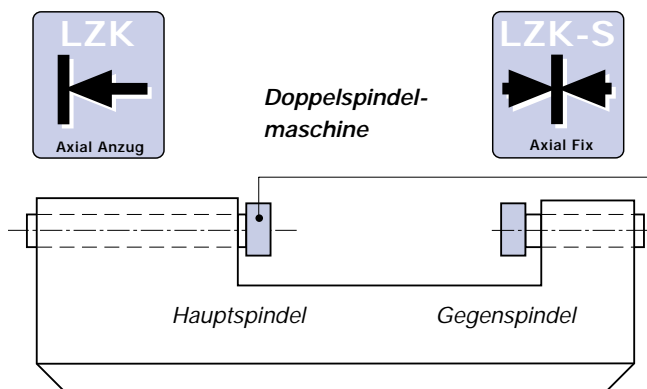 LZK
Axial Anzug
Doppelspindel-
maschine
LZK-S
Axial Fix
Hauptspindel
Gegenspindel